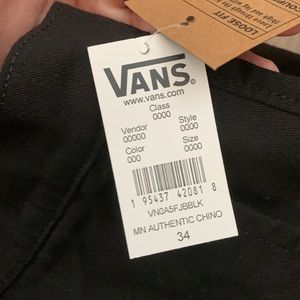 LOOSE FIT
VANS
www.vans.com
Class
0000
Vendor Style
00000 0000
Color Size
000 0000
1 95437 42081 8
VN0A5FJBBLK
MN AUTHENTIC CHINO
34